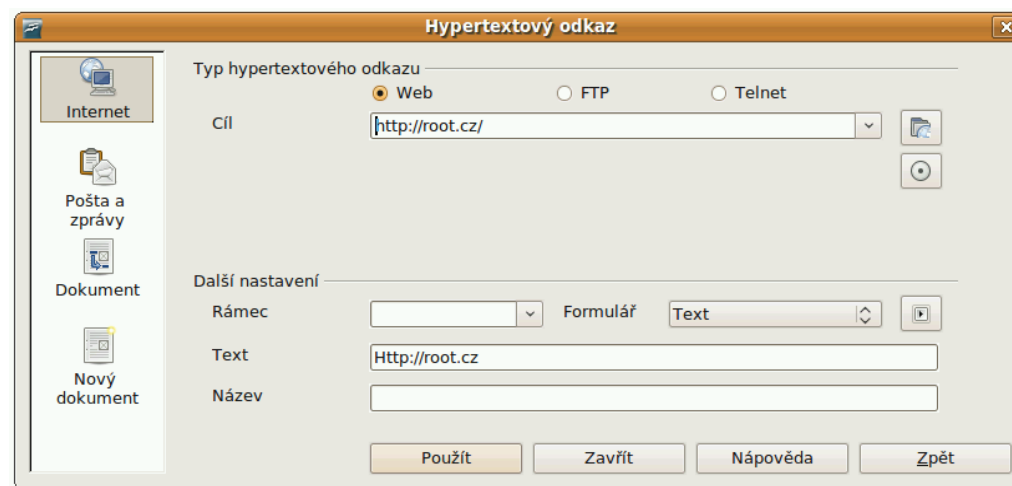 Hypertextový odkaz
Internet
Pošta a
zprávy
Dokument
Nový
dokument
Typ hypertextového odkazu
Web FTP Telnet
Cíl http://root.cz/
Další nastavení
Rámec Formulář Text
Text Http://root.cz
Název
Použít Zavřít Nápověda Zpět